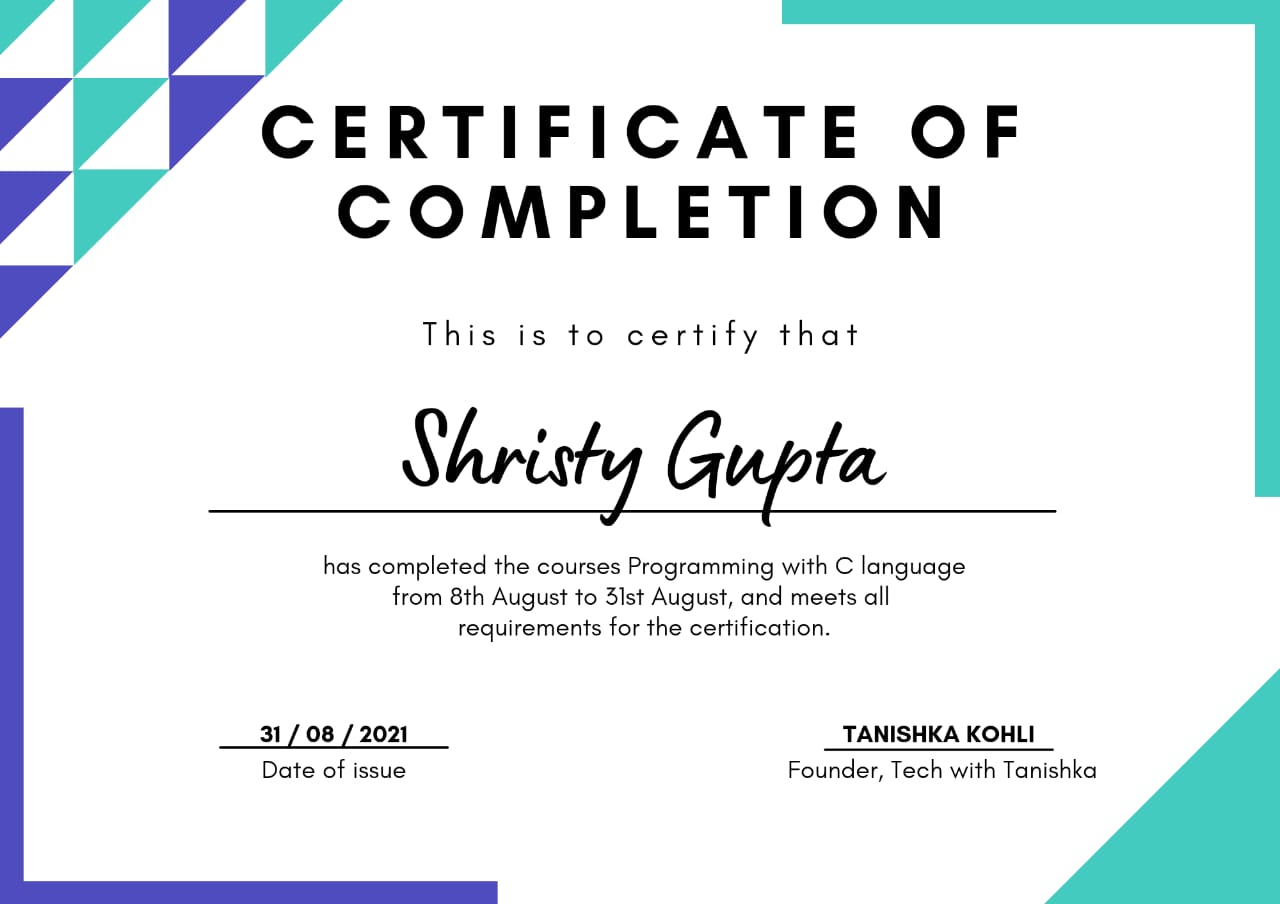 CERTIFICATE OF
COMPLETION
This is to certify that
Shristy Gupta
has completed the courses Programming with C language
from 8th August to 31st August, and meets all
requirements for the certification.
31 / 08 / 2021
Date of issue
TANISHKA KOHLI
Founder, Tech with Tanishka